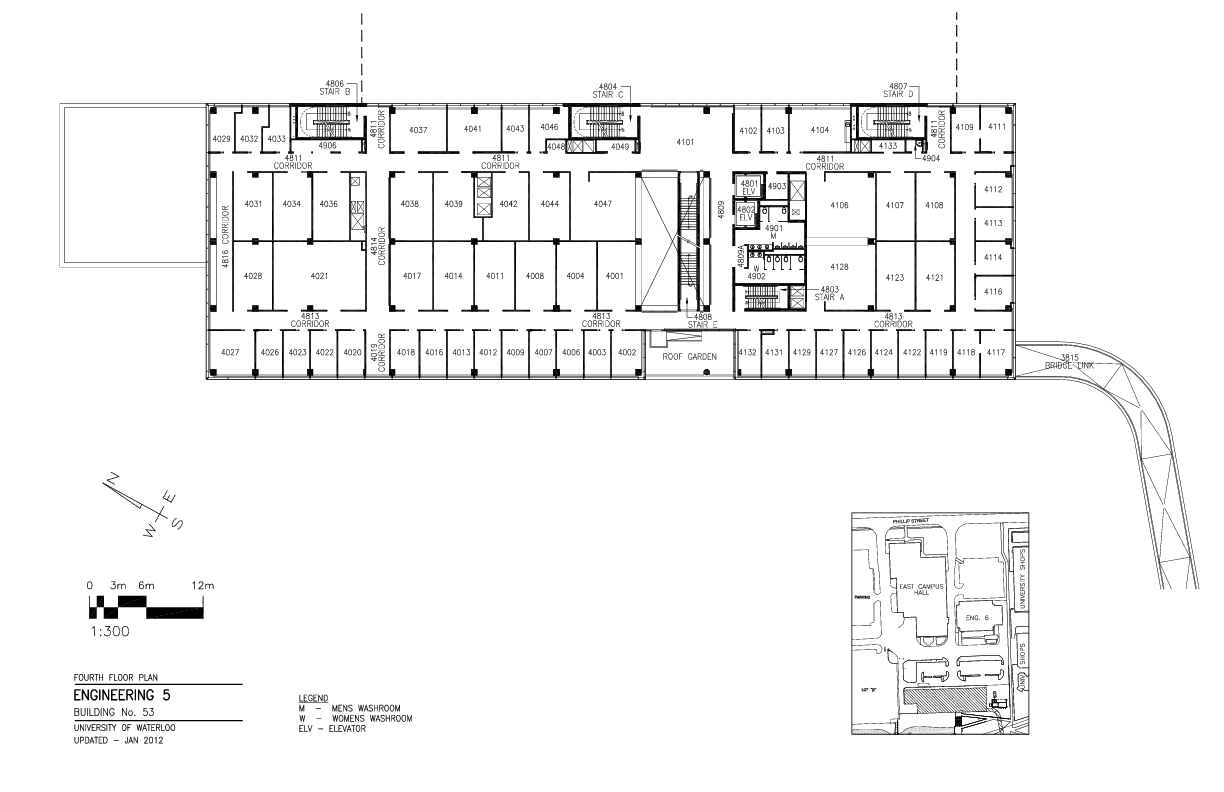 4806
STAIR B
4804
STAIR C
4807
STAIR D
4029
4032
4033
4906
4811
CORRIDOR
4037
4041
4043
4046
4048
4049
4101
4102
4103
4104
4133
4904
4811
CORRIDOR
4109
4111
4811
CORRIDOR
4811
CORRIDOR
4811
CORRIDOR
4816 CORRIDOR
4031
4034
4036
4814
CORRIDOR
4038
4039
4042
4044
4047
4809
4801
ELV
4802
ELV
4903
4901
M
4809A
W
4902
4106
4107
4108
4112
4113
4114
4116
4028
4021
4017
4014
4011
4008
4004
4001
4128
4123
4121
4803
STAIR A
4808
STAIR E
4813
CORRIDOR
4813
CORRIDOR
4813
CORRIDOR
4027
4026
4023
4022
4020
4019
CORRIDOR
4018
4016
4013
4012
4009
4007
4006
4003
4002
ROOF GARDEN
4132
4131
4129
4127
4126
4124
4122
4119
4118
4117
3815
BRIDGE LINK
N
E
W
S
0 3m 6m 12m
1:300
FOURTH FLOOR PLAN
ENGINEERING 5
BUILDING No. 53
UNIVERSITY OF WATERLOO
UPDATED – JAN 2012
LEGEND
M – MENS WASHROOM
W – WOMENS WASHROOM
ELV – ELEVATOR
PHILLIP STREET
EAST CAMPUS
HALL
PARKING
ENG. 6
UNIVERSITY SHOPS
SHOPS
LOT "B"